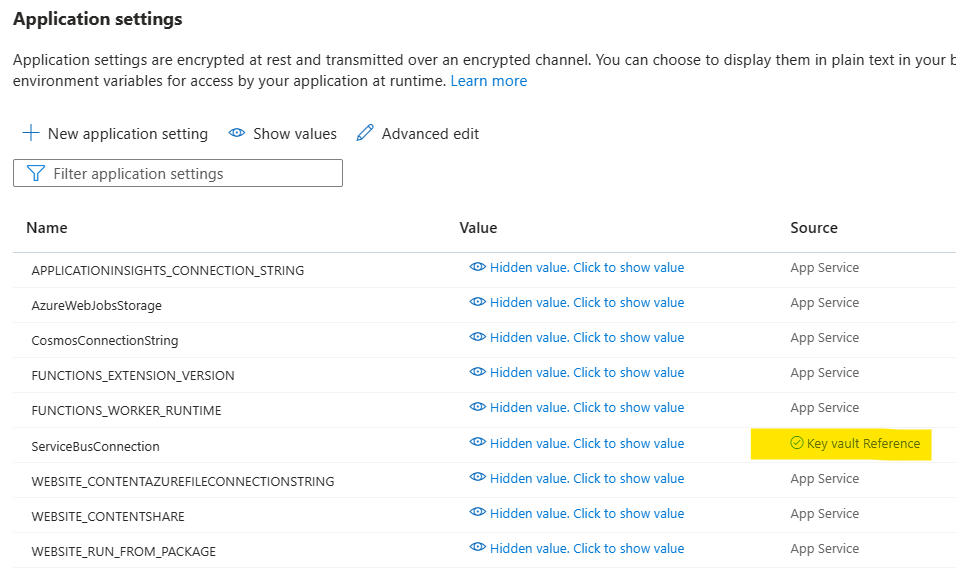 Application settings
Application settings are encrypted at rest and transmitted over an encrypted channel. You can choose to display them in plain text in your b
environment variables for access by your application at runtime. Learn more
New application setting Show values Advanced edit
Filter application settings
Name Value Source
APPLICATIONINSIGHTS_CONNECTION_STRING Hidden value. Click to show value App Service
AzureWebJobsStorage Hidden value. Click to show value App Service
CosmosConnectionString Hidden value. Click to show value App Service
FUNCTIONS_EXTENSION_VERSION Hidden value. Click to show value App Service
FUNCTIONS_WORKER_RUNTIME Hidden value. Click to show value App Service
ServiceBusConnection Hidden value. Click to show value Key vault Reference
WEBSITE_CONTENTAZUREFILECONNECTIONSTRING Hidden value. Click to show value App Service
WEBSITE_CONTENTSHARE Hidden value. Click to show value App Service
WEBSITE_RUN_FROM_PACKAGE Hidden value. Click to show value App Service